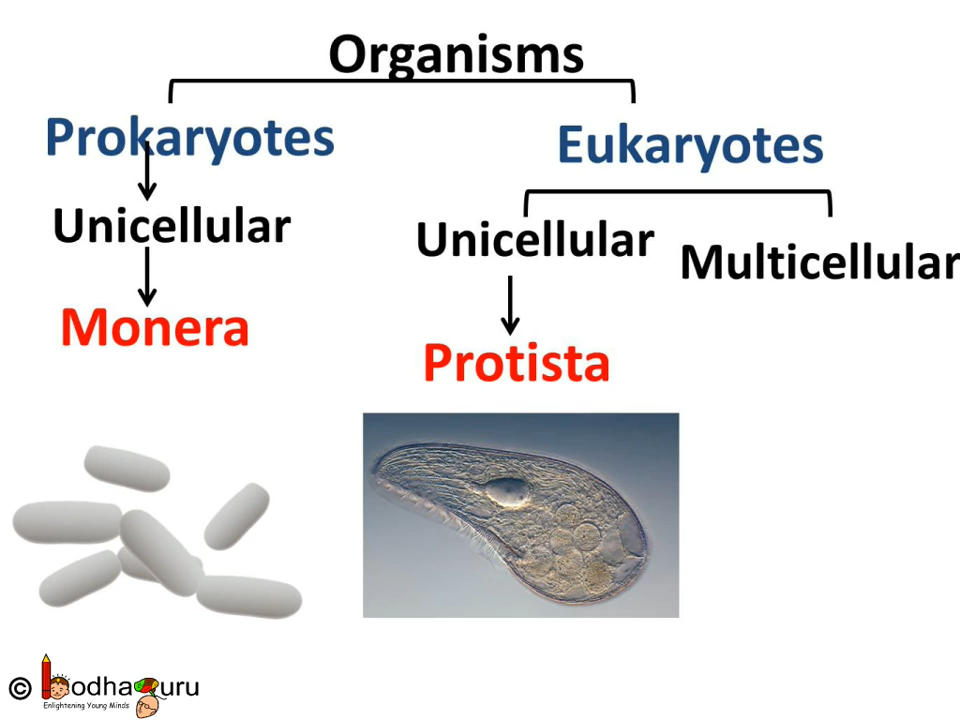 Organisms
Prokaryotes
Eukaryotes
Unicellular
Unicellular
Multicellular
Monera
Protista
© bodhaguru
Enlightening Young Minds